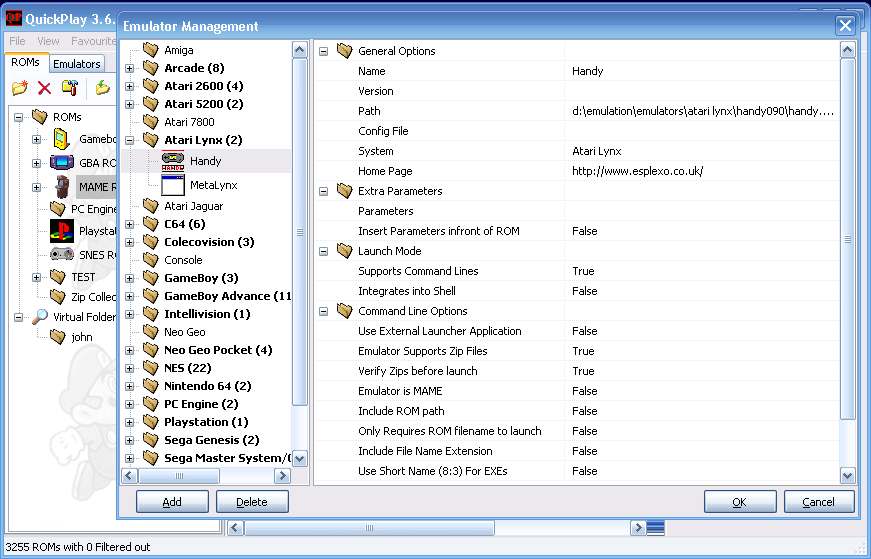 QuickPlay 3.6.
Emulator Management
File View Favourite
ROMs Emulators
ROMs
Gamebo
GBA RO
MAME R
PC Engine
Playstat
SNES RO
TEST
Zip Collec
Virtual Folder
john
Amiga
Arcade (8)
Atari 2600 (4)
Atari 5200 (2)
Atari 7800
Atari Lynx (2)
Handy
MetaLynx
Atari Jaguar
C64 (6)
Colecovision (3)
Console
GameBoy (3)
GameBoy Advance (11
Intellivision (1)
Neo Geo
Neo Geo Pocket (4)
NES (22)
Nintendo 64 (2)
PC Engine (2)
Playstation (1)
Sega Genesis (2)
Sega Master System/(
General Options
Name Handy
Version
Path d:\emulation\emulators\atari lynx\handy090\handy....
Config File
System Atari Lynx
Home Page http://www.esplexo.co.uk/
Extra Parameters
Parameters
Insert Parameters infront of ROM False
Launch Mode
Supports Command Lines True
Integrates into Shell False
Command Line Options
Use External Launcher Application False
Emulator Supports Zip Files True
Verify Zips before launch True
Emulator is MAME False
Include ROM path False
Only Requires ROM filename to launch False
Include File Name Extension False
Use Short Name (8:3) For EXEs False
Add Delete OK Cancel
3255 ROMs with 0 Filtered out